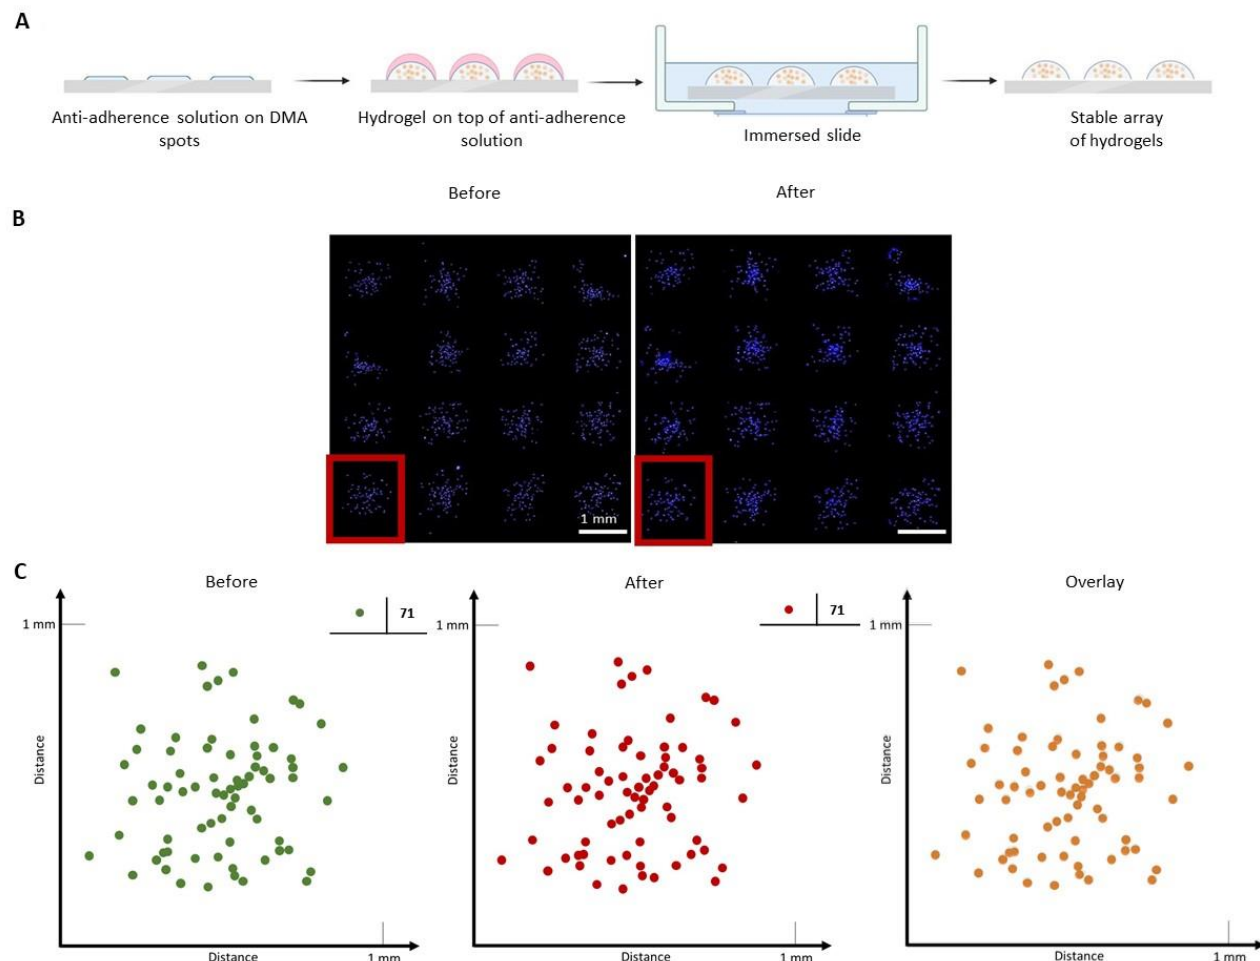 A
Anti-adherence solution on DMA
spots
Hydrogel on top of anti-adherence
solution
Immersed slide
Stable array
of hydrogels
Before
After
B
1 mm
C
Before
After
Overlay
71
71
1 mm
1 mm
1 mm
Distance
Distance
Distance
Distance
1 mm
Distance
1 mm
Distance
1 mm